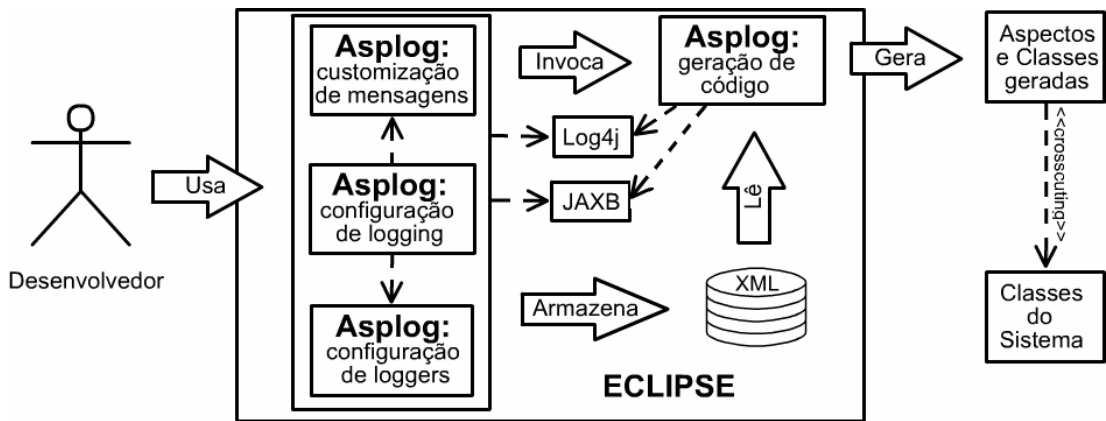 Desenvolvedor
Usa
Asplog:
customização
de mensagens
Asplog:
configuração
de logging
Asplog:
configuração
de loggers
Invoca
Asplog:
geração de
código
Log4j
JAXB
Lê
Armazena
XML
ECLIPSE
Gera
Aspectos
e Classes
geradas
<<crosscuting>>
Classes
do
Sistema